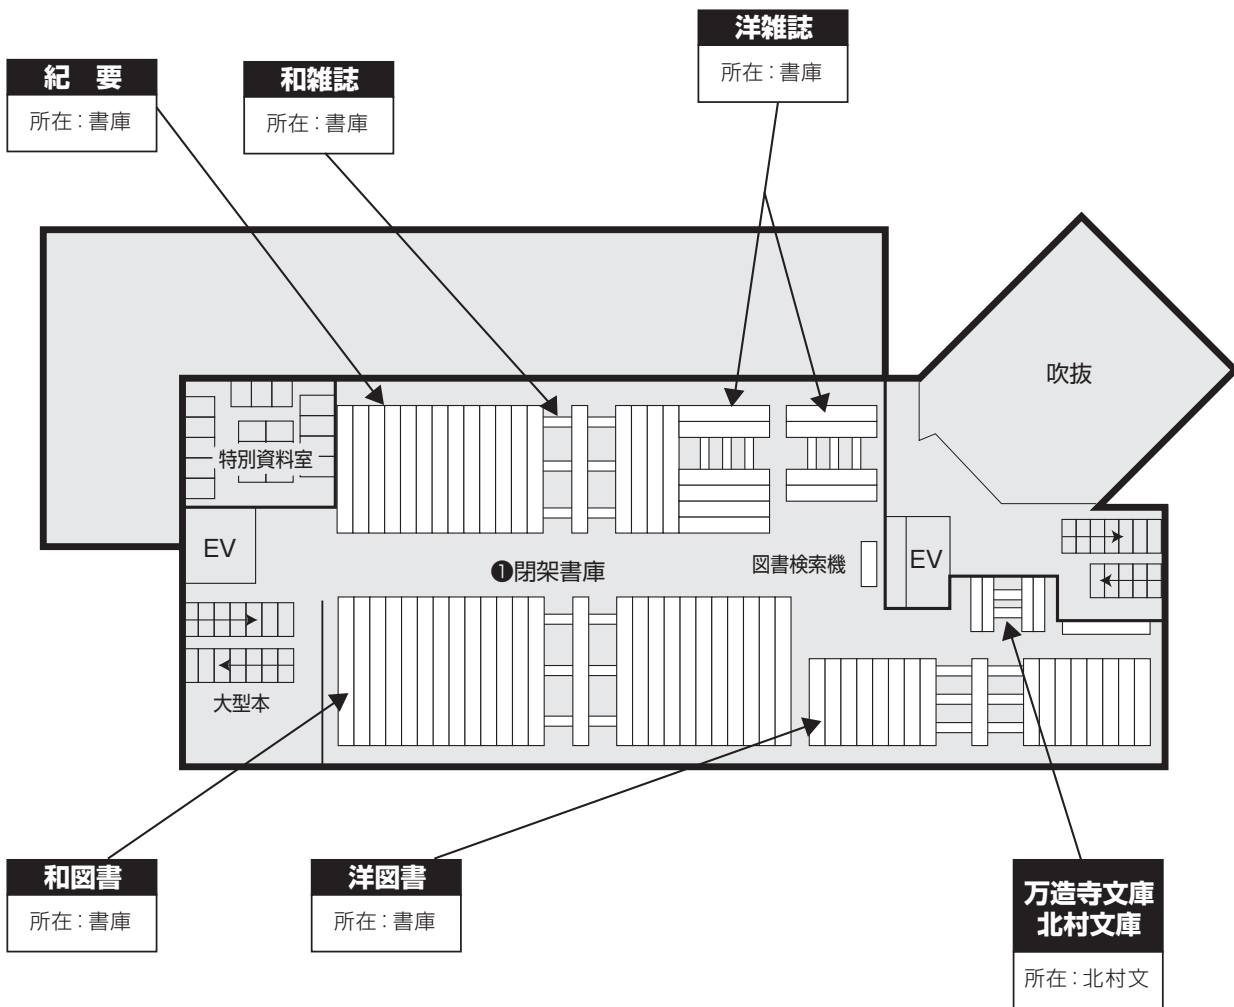 洋雑誌
所在：書庫
紀　要
所在：書庫
和雑誌
所在：書庫
吹抜
特別資料室
EV
❶閉架書庫
図書検索機
EV
大型本
和図書
所在：書庫
洋図書
所在：書庫
万造寺文庫
北村文庫
所在：北村文